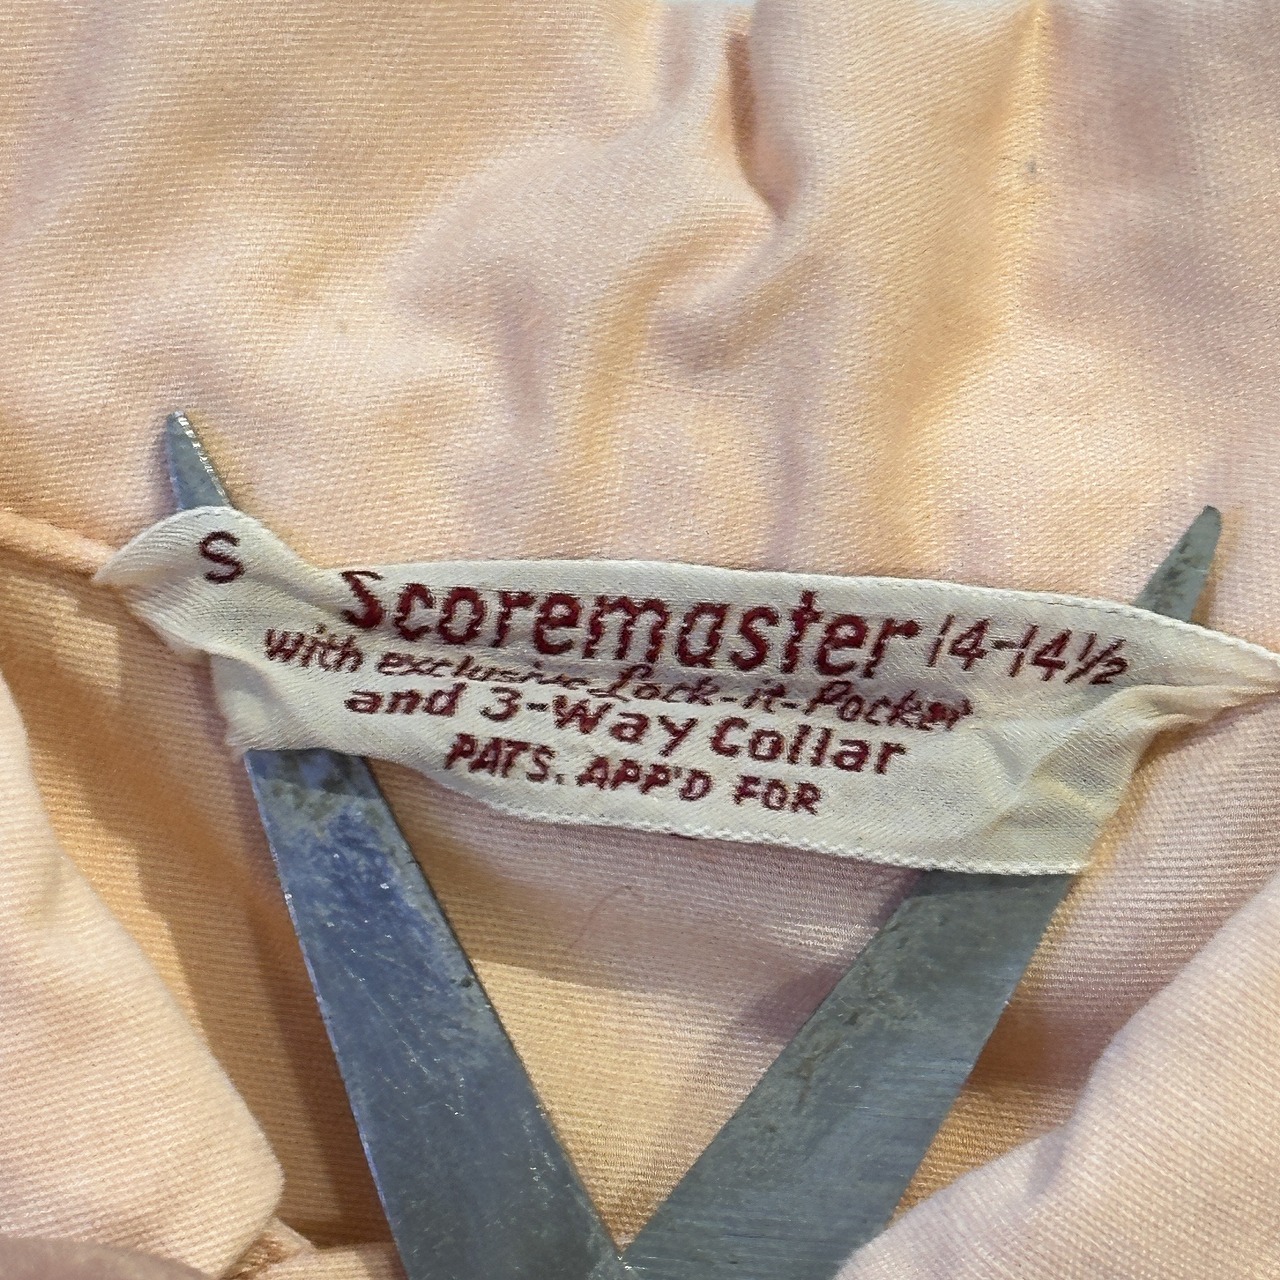 S Scoremaster 14-14½
with exclusive Lock-it-Pocket
and 3-Way Collar
PATS. APP'D FOR